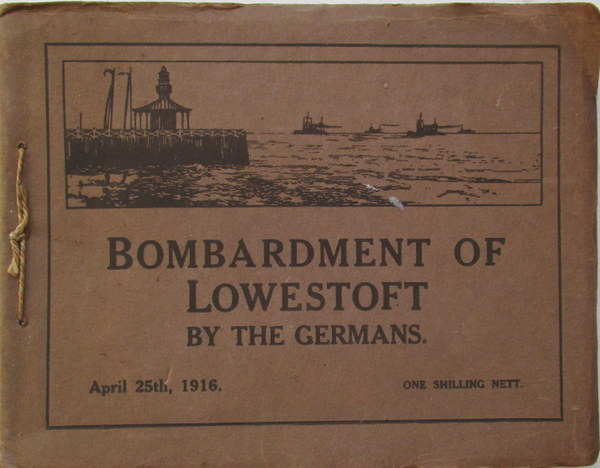 BOMBARDMENT OF
LOWESTOFT
BY THE GERMANS.
April 25th, 1916.
ONE SHILLING NETT.